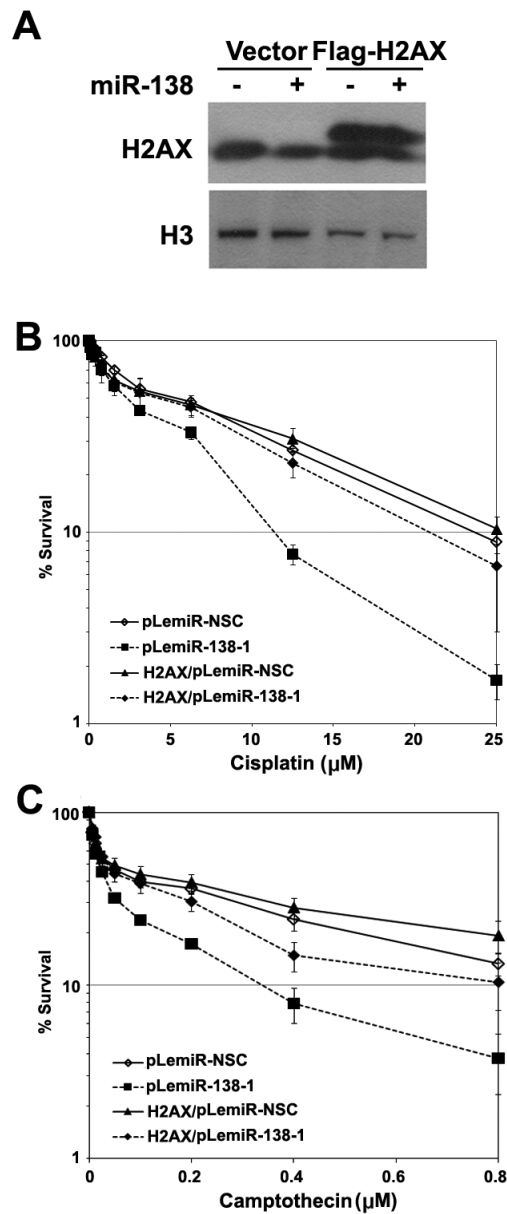 A
Vector Flag-H2AX
miR-138 - + - +
H2AX
H3
B
100
10
1
% Survival
pLemiR-NSC
pLemiR-138-1
H2AX/pLemiR-NSC
H2AX/pLemiR-138-1
0 5 10 15 20 25
Cisplatin (µM)
C
100
10
1
% Survival
pLemiR-NSC
pLemiR-138-1
H2AX/pLemiR-NSC
H2AX/pLemiR-138-1
0 0.2 0.4 0.6 0.8
Camptothecin (µM)